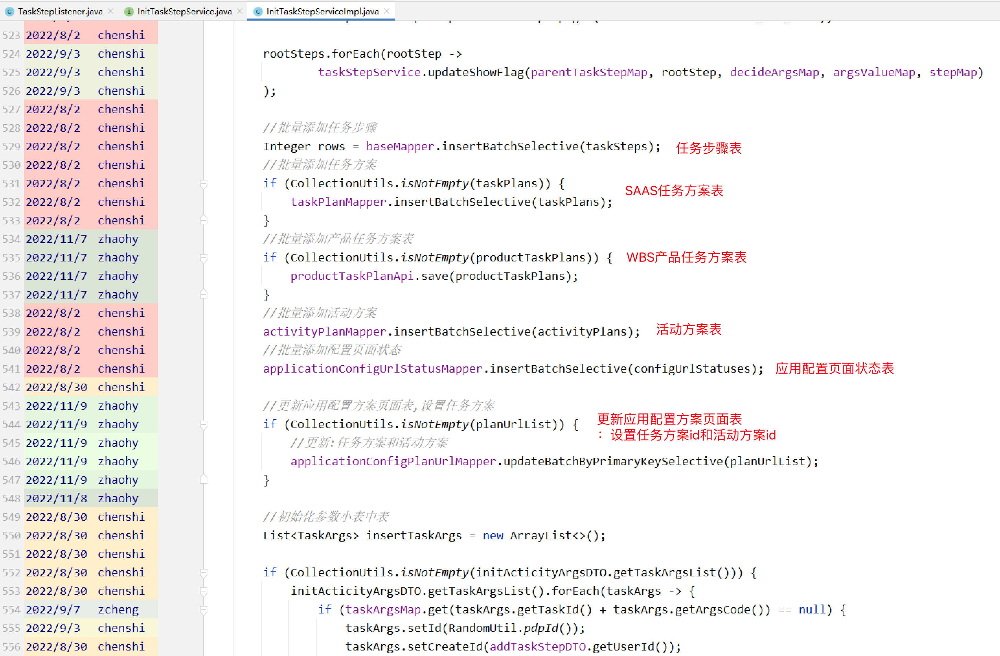 TaskStepListener.java
InitTaskStepService.java
InitTaskStepServiceImpl.java
523 2022/8/2 chenshi
524 2022/9/3 chenshi rootSteps.forEach(rootStep ->
525 2022/9/3 chenshi taskStepService.updateShowFlag(parentTaskStepMap, rootStep, decideArgsMap, argsValueMap, stepMap)
526 2022/9/3 chenshi );
527 2022/8/2 chenshi
528 2022/8/2 chenshi //批量添加任务步骤
529 2022/8/2 chenshi Integer rows = baseMapper.insertBatchSelective(taskSteps); 任务步骤表
530 2022/8/2 chenshi //批量添加任务方案
531 2022/8/2 chenshi if (CollectionUtils.isNotEmpty(taskPlans)) {
SAAS任务方案表
532 2022/8/2 chenshi taskPlanMapper.insertBatchSelective(taskPlans);
533 2022/8/2 chenshi }
534 2022/11/7 zhaohy //批量添加产品任务方案表
535 2022/11/7 zhaohy if (CollectionUtils.isNotEmpty(productTaskPlans)) { WBS产品任务方案表
536 2022/11/7 zhaohy productTaskPlanApi.save(productTaskPlans);
537 2022/11/7 zhaohy }
538 2022/8/2 chenshi //批量添加活动方案
539 2022/8/2 chenshi activityPlanMapper.insertBatchSelective(activityPlans); 活动方案表
540 2022/8/2 chenshi //批量添加配置页面状态
541 2022/8/2 chenshi applicationConfigUrlStatusMapper.insertBatchSelective(configUrlStatuses); 应用配置页面状态表
542 2022/8/30 chenshi
543 2022/11/9 zhaohy //更新应用配置方案页面表,设置任务方案
544 2022/11/9 zhaohy if (CollectionUtils.isNotEmpty(planUrlList)) { 更新应用配置方案页面表
：设置任务方案id和活动方案id
545 2022/11/9 zhaohy //更新:任务方案和活动方案
546 2022/11/9 zhaohy applicationConfigPlanUrlMapper.updateBatchByPrimaryKeySelective(planUrlList);
547 2022/11/9 zhaohy }
548 2022/11/8 zhaohy
549 2022/8/30 chenshi //初始化参数小表中表
550 2022/8/30 chenshi List<TaskArgs> insertTaskArgs = new ArrayList<>();
551 2022/8/30 chenshi
552 2022/8/30 chenshi if (CollectionUtils.isNotEmpty(initActicityArgsDTO.getTaskArgsList())) {
553 2022/8/30 chenshi initActicityArgsDTO.getTaskArgsList().forEach(taskArgs -> {
554 2022/9/7 zcheng if (taskArgsMap.get(taskArgs.getTaskId() + taskArgs.getArgsCode()) == null) {
555 2022/9/3 chenshi taskArgs.setId(RandomUtil.pdpId());
556 2022/8/30 chenshi taskArgs.setCreateId(addTaskStepDTO.getUserId());